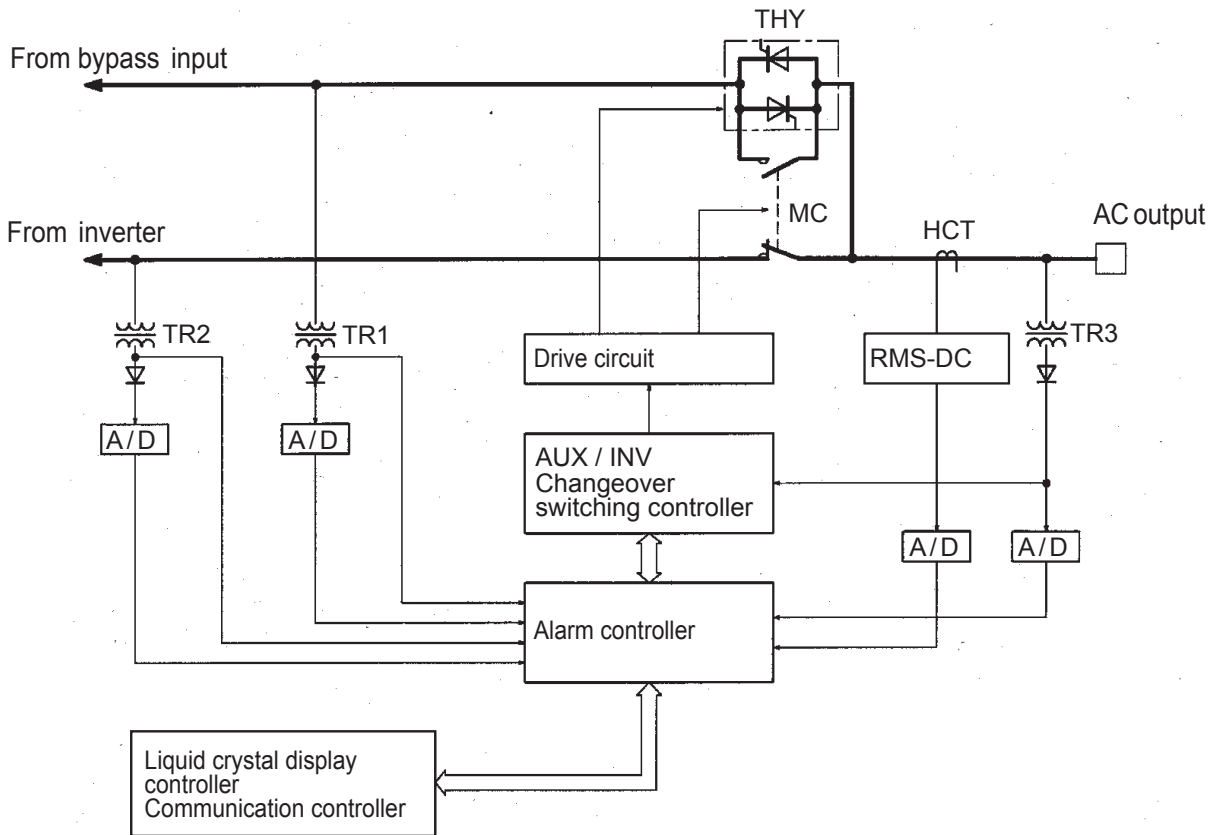 THY
From bypass input
MC
AC output
From inverter
HCT
TR2
TR1
Drive circuit
RMS-DC
TR3
A/D
A/D
AUX / INV
Changeover
switching controller
A/D
A/D
Alarm controller
Liquid crystal display
controller
Communication controller